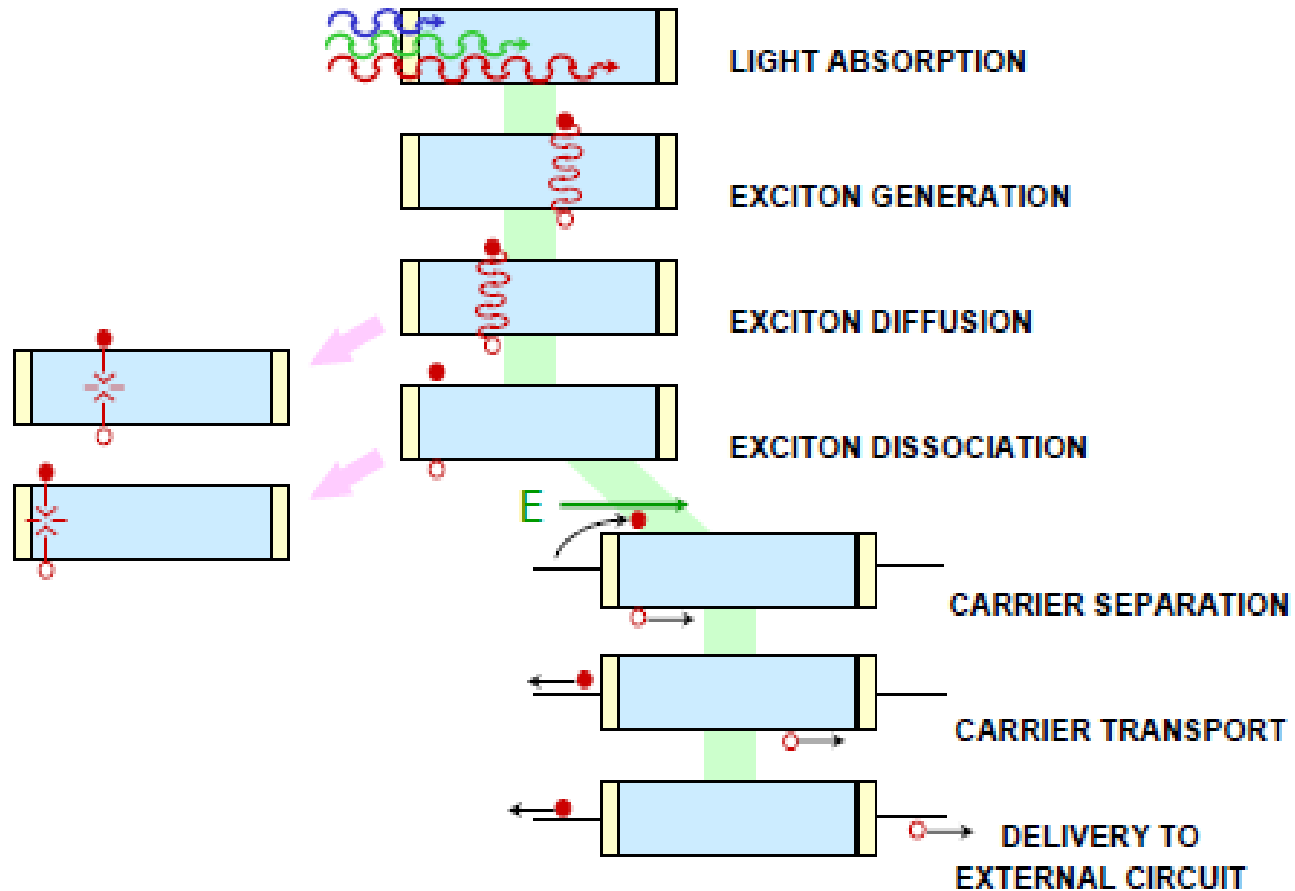 LIGHT ABSORPTION
EXCITON GENERATION
EXCITON DIFFUSION
EXCITON DISSOCIATION
E
CARRIER SEPARATION
CARRIER TRANSPORT
DELIVERY TO
EXTERNAL CIRCUIT